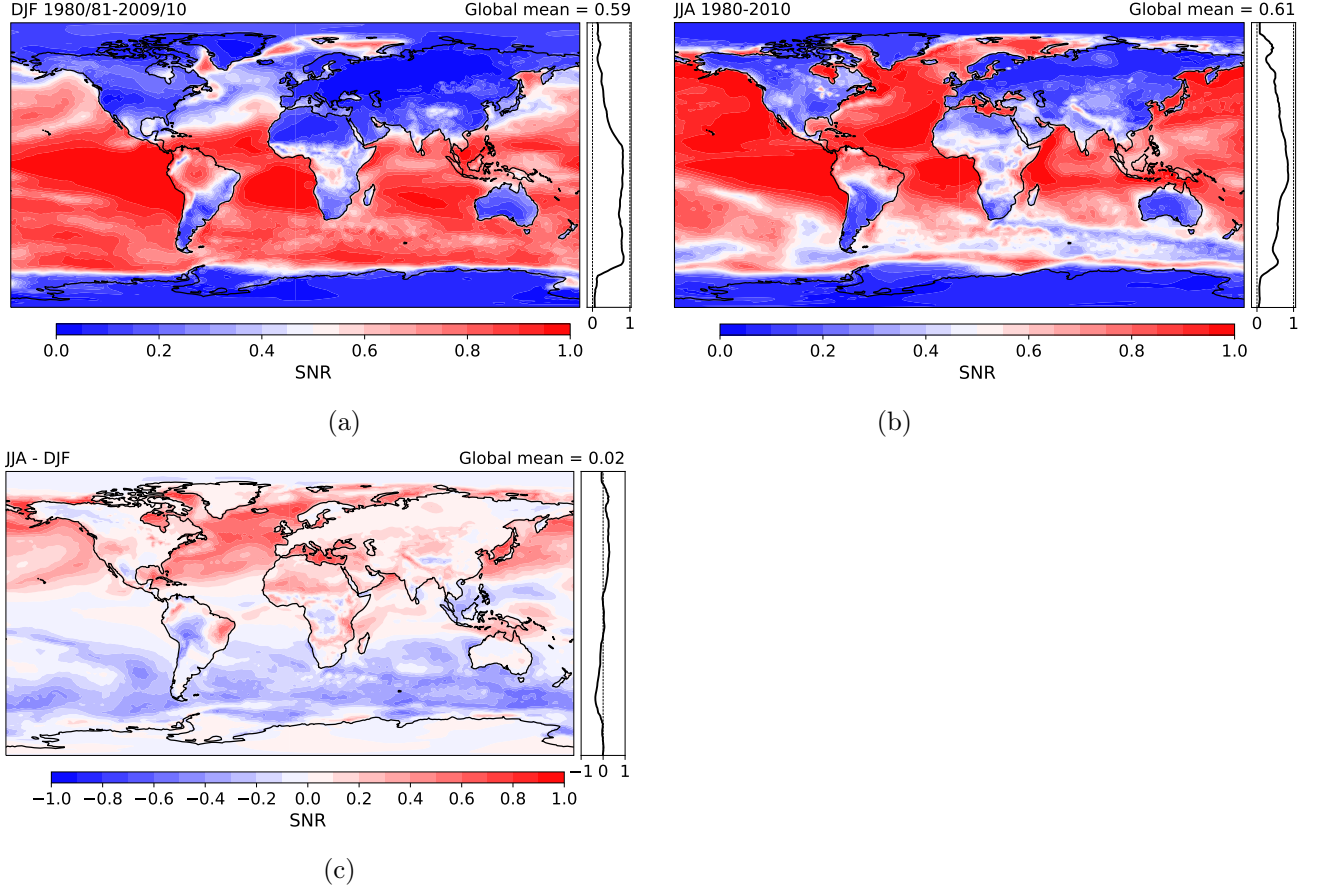 DJF 1980/81-2009/10 Global mean = 0.59
0 1
0.0 0.2 0.4 0.6 0.8 1.0
SNR
(a)
JJA 1980-2010 Global mean = 0.61
0 1
0.0 0.2 0.4 0.6 0.8 1.0
SNR
(b)
JJA - DJF Global mean = 0.02
−1 0 1
−1.0 −0.8 −0.6 −0.4 −0.2 0.0 0.2 0.4 0.6 0.8 1.0
SNR
(c)